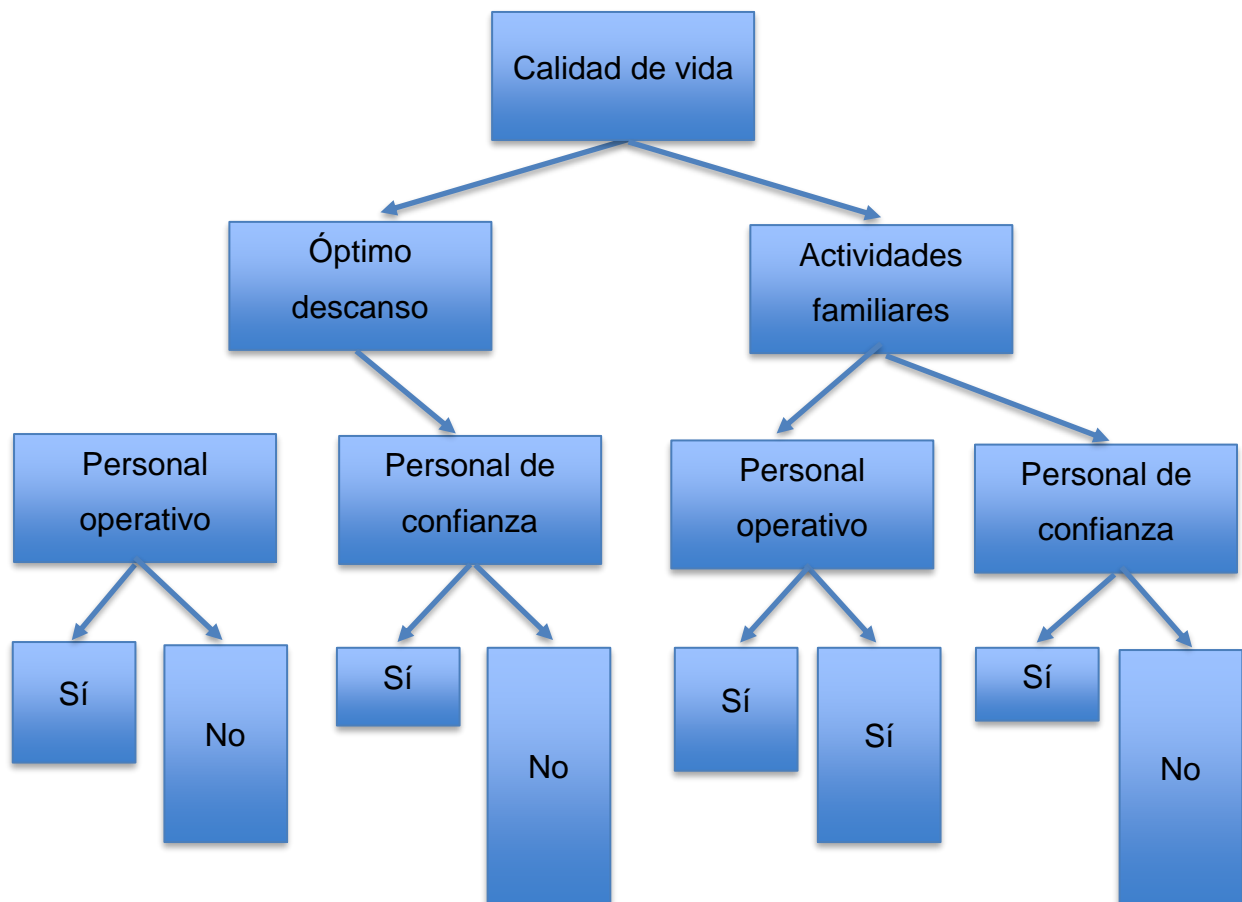 Calidad de vida
Óptimo
descanso
Actividades
familiares
Personal
operativo
Personal de
confianza
Personal
operativo
Personal de
confianza
Sí
No
Sí
No
Sí
Sí
Sí
No